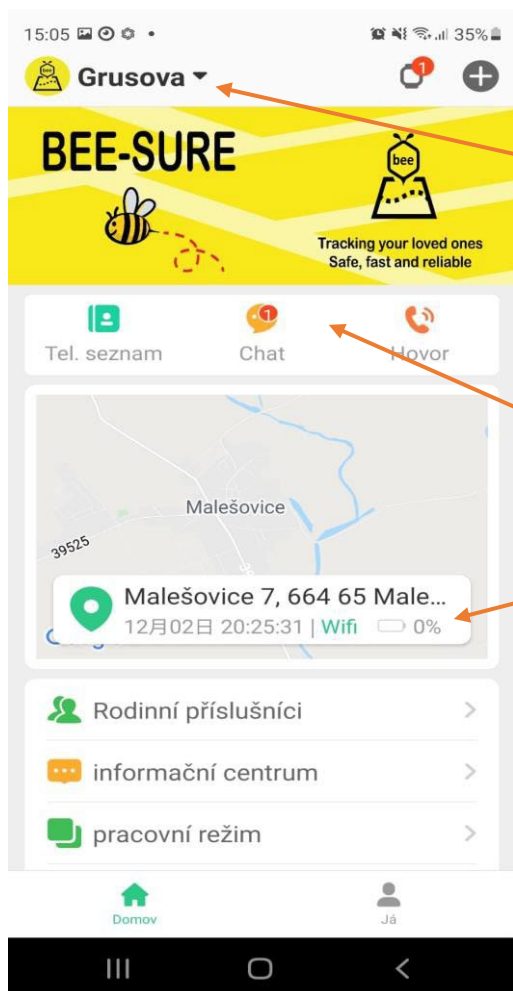 15:05 35%
Grusova 1
BEE-SURE
bee
Tracking your loved ones
Safe, fast and reliable
1
Tel. seznam Chat Hovor
Malešovice
39525
Malešovice 7, 664 65 Male...
12月02日 20:25:31 | Wifi 0%
Rodinní příslušníci
informační centrum
pracovní režim
Domov Já